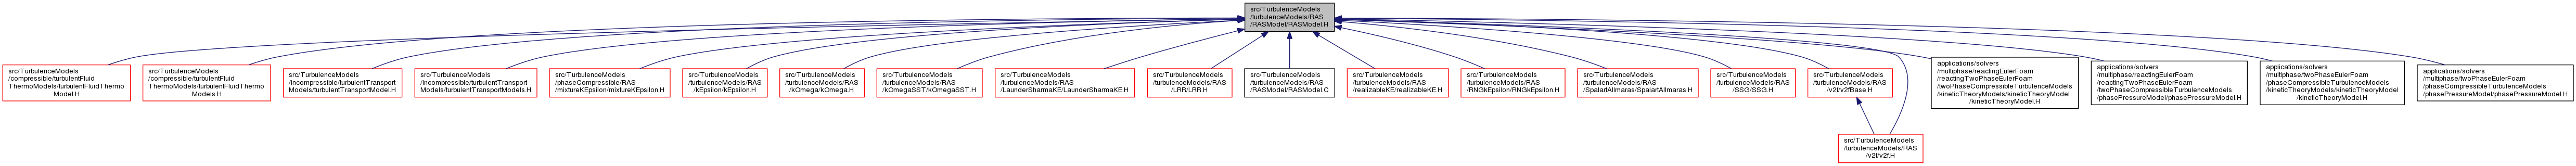 src/TurbulenceModels
/turbulenceModels/RAS
/RASModel/RASModel.H
src/TurbulenceModels
/compressible/turbulentFluid
ThermoModels/turbulentFluidThermo
Model.H
src/TurbulenceModels
/compressible/turbulentFluid
ThermoModels/turbulentFluidThermo
Models.H
src/TurbulenceModels
/incompressible/turbulentTransport
Models/turbulentTransportModel.H
src/TurbulenceModels
/incompressible/turbulentTransport
Models/turbulentTransportModels.H
src/TurbulenceModels
/phaseCompressible/RAS
/mixtureKEpsilon/mixtureKEpsilon.H
src/TurbulenceModels
/turbulenceModels/RAS
/kEpsilon/kEpsilon.H
src/TurbulenceModels
/turbulenceModels/RAS
/kOmega/kOmega.H
src/TurbulenceModels
/turbulenceModels/RAS
/kOmegaSST/kOmegaSST.H
src/TurbulenceModels
/turbulenceModels/RAS
/LaunderSharmaKE/LaunderSharmaKE.H
src/TurbulenceModels
/turbulenceModels/RAS
/LRR/LRR.H
src/TurbulenceModels
/turbulenceModels/RAS
/RASModel/RASModel.C
src/TurbulenceModels
/turbulenceModels/RAS
/realizableKE/realizableKE.H
src/TurbulenceModels
/turbulenceModels/RAS
/RNGkEpsilon/RNGkEpsilon.H
src/TurbulenceModels
/turbulenceModels/RAS
/SpalartAllmaras/SpalartAllmaras.H
src/TurbulenceModels
/turbulenceModels/RAS
/SSG/SSG.H
src/TurbulenceModels
/turbulenceModels/RAS
/v2f/v2fBase.H
applications/solvers
/multiphase/reactingEulerFoam
/reactingTwoPhaseEulerFoam
/twoPhaseCompressibleTurbulenceModels
/kineticTheoryModels/kineticTheoryModel
/kineticTheoryModel.H
applications/solvers
/multiphase/reactingEulerFoam
/reactingTwoPhaseEulerFoam
/twoPhaseCompressibleTurbulenceModels
/phasePressureModel/phasePressureModel.H
applications/solvers
/multiphase/twoPhaseEulerFoam
/phaseCompressibleTurbulenceModels
/kineticTheoryModels/kineticTheoryModel
/kineticTheoryModel.H
applications/solvers
/multiphase/twoPhaseEulerFoam
/phaseCompressibleTurbulenceModels
/phasePressureModel/phasePressureModel.H
src/TurbulenceModels
/turbulenceModels/RAS
/v2f/v2f.H